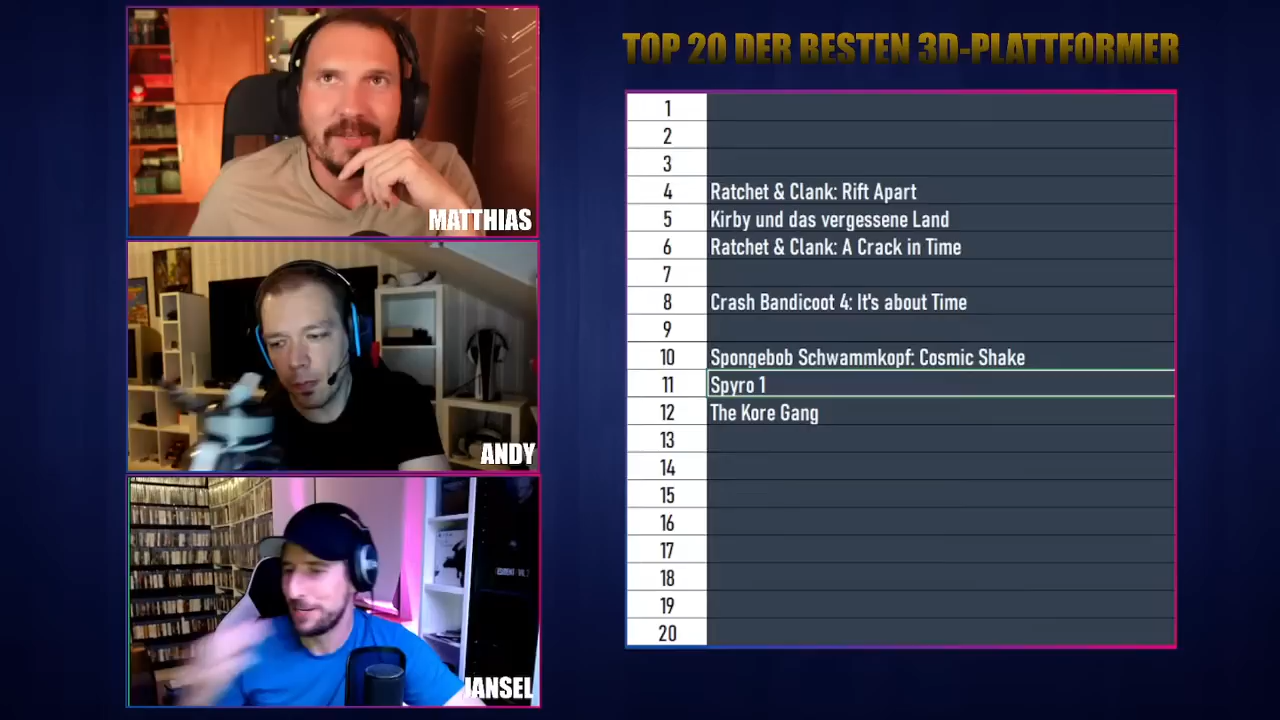 TOP 20 DER BESTEN 3D-PLATTFORMER
MATTHIAS
ANDY
JANSEL
1
2
3
4 Ratchet & Clank: Rift Apart
5 Kirby und das vergessene Land
6 Ratchet & Clank: A Crack in Time
7
8 Crash Bandicoot 4: It's about Time
9
10 Spongebob Schwammkopf: Cosmic Shake
11 Spyro 1
12 The Kore Gang
13
14
15
16
17
18
19
20